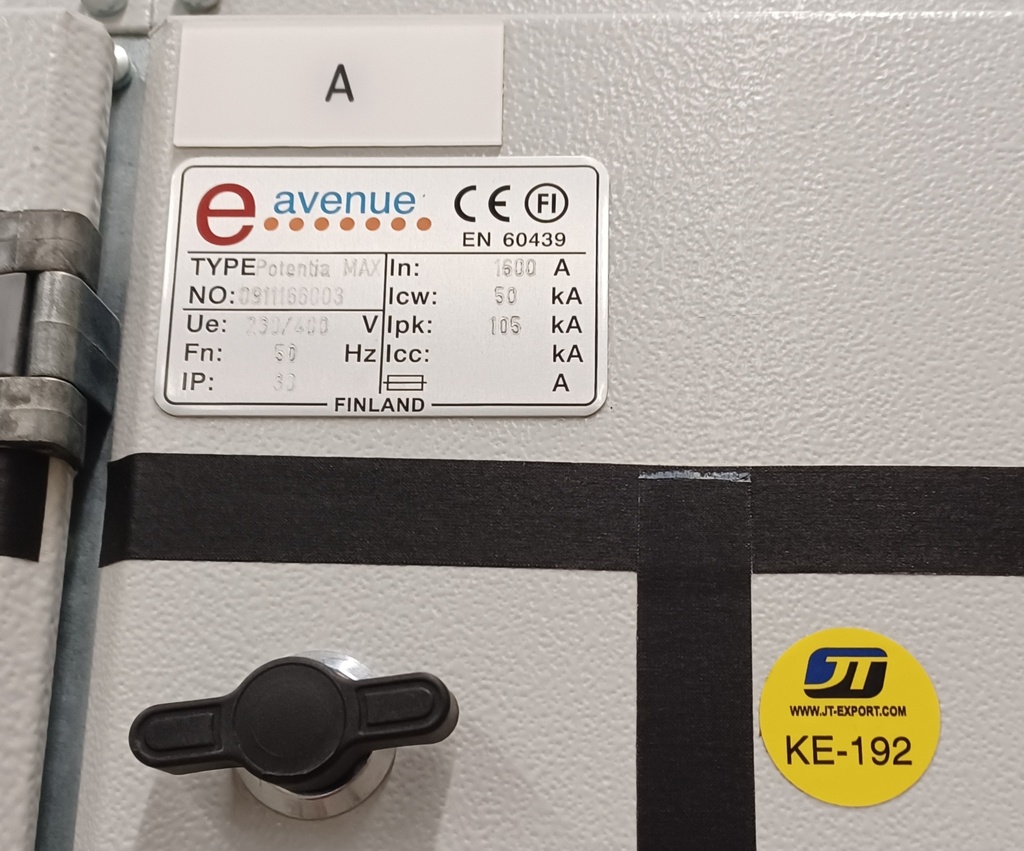 A
e avenue CE FI
EN 60439
TYPE Potentia MAX In: 1600 A
NO: 0911166003 Icw: 50 kA
Ue: 230/400 V Ipk: 105 kA
Fn: 50 Hz Icc: kA
IP: 30 A
FINLAND
JT
WWW.JT-EXPORT.COM
KE-192